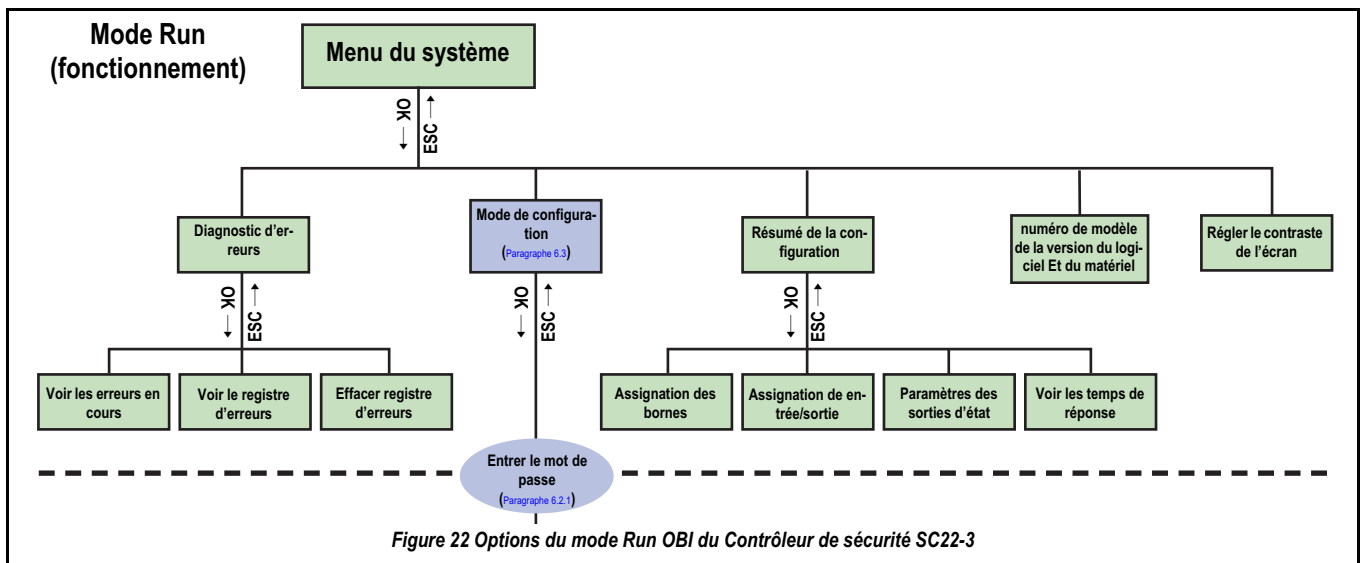 Mode Run
(fonctionnement)
Menu du système
OK
ESC
Diagnostic d'er-
reurs
Mode de configura-
tion
(Paragraphe 6.3)
Résumé de la con-
figuration
numéro de modèle
de la version du logi-
ciel Et du matériel
Régler le contraste
de l'écran
OK
ESC
OK
ESC
OK
ESC
Voir les erreurs en
cours
Voir le registre
d'erreurs
Effacer registre
d'erreurs
Assignation des
bornes
Assignation de en-
trée/sortie
Paramètres des
sorties d'état
Voir les temps de
réponse
Entrer le mot de
passe
(Paragraphe 6.2.1)
Figure 22 Options du mode Run OBI du Contrôleur de sécurité SC22-3